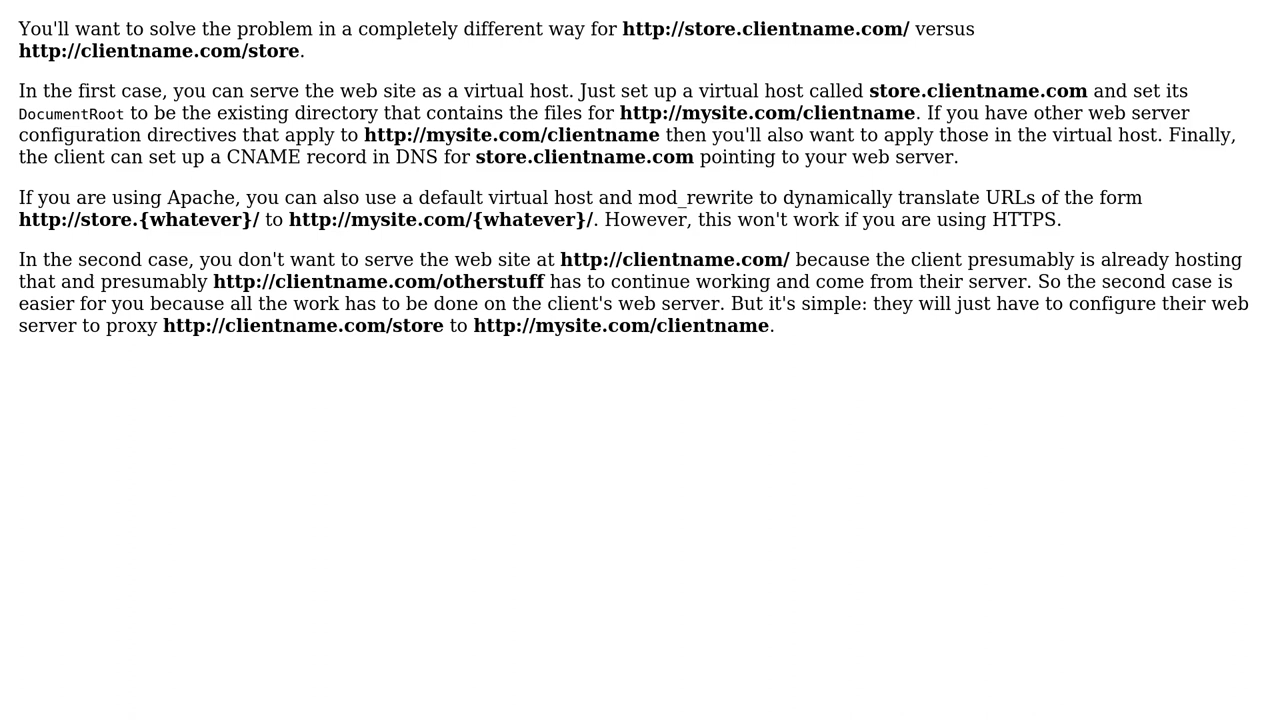 You'll want to solve the problem in a completely different way for http://store.clientname.com/ versus
http://clientname.com/store.
In the first case, you can serve the web site as a virtual host. Just set up a virtual host called store.clientname.com and set its
DocumentRoot to be the existing directory that contains the files for http://mysite.com/clientname. If you have other web server
configuration directives that apply to http://mysite.com/clientname then you'll also want to apply those in the virtual host. Finally,
the client can set up a CNAME record in DNS for store.clientname.com pointing to your web server.
If you are using Apache, you can also use a default virtual host and mod_rewrite to dynamically translate URLs of the form
http://store.{whatever}/ to http://mysite.com/{whatever}/. However, this won't work if you are using HTTPS.
In the second case, you don't want to serve the web site at http://clientname.com/ because the client presumably is already hosting
that and presumably http://clientname.com/otherstuff has to continue working and come from their server. So the second case is
easier for you because all the work has to be done on the client's web server. But it's simple: they will just have to configure their web
server to proxy http://clientname.com/store to http://mysite.com/clientname.